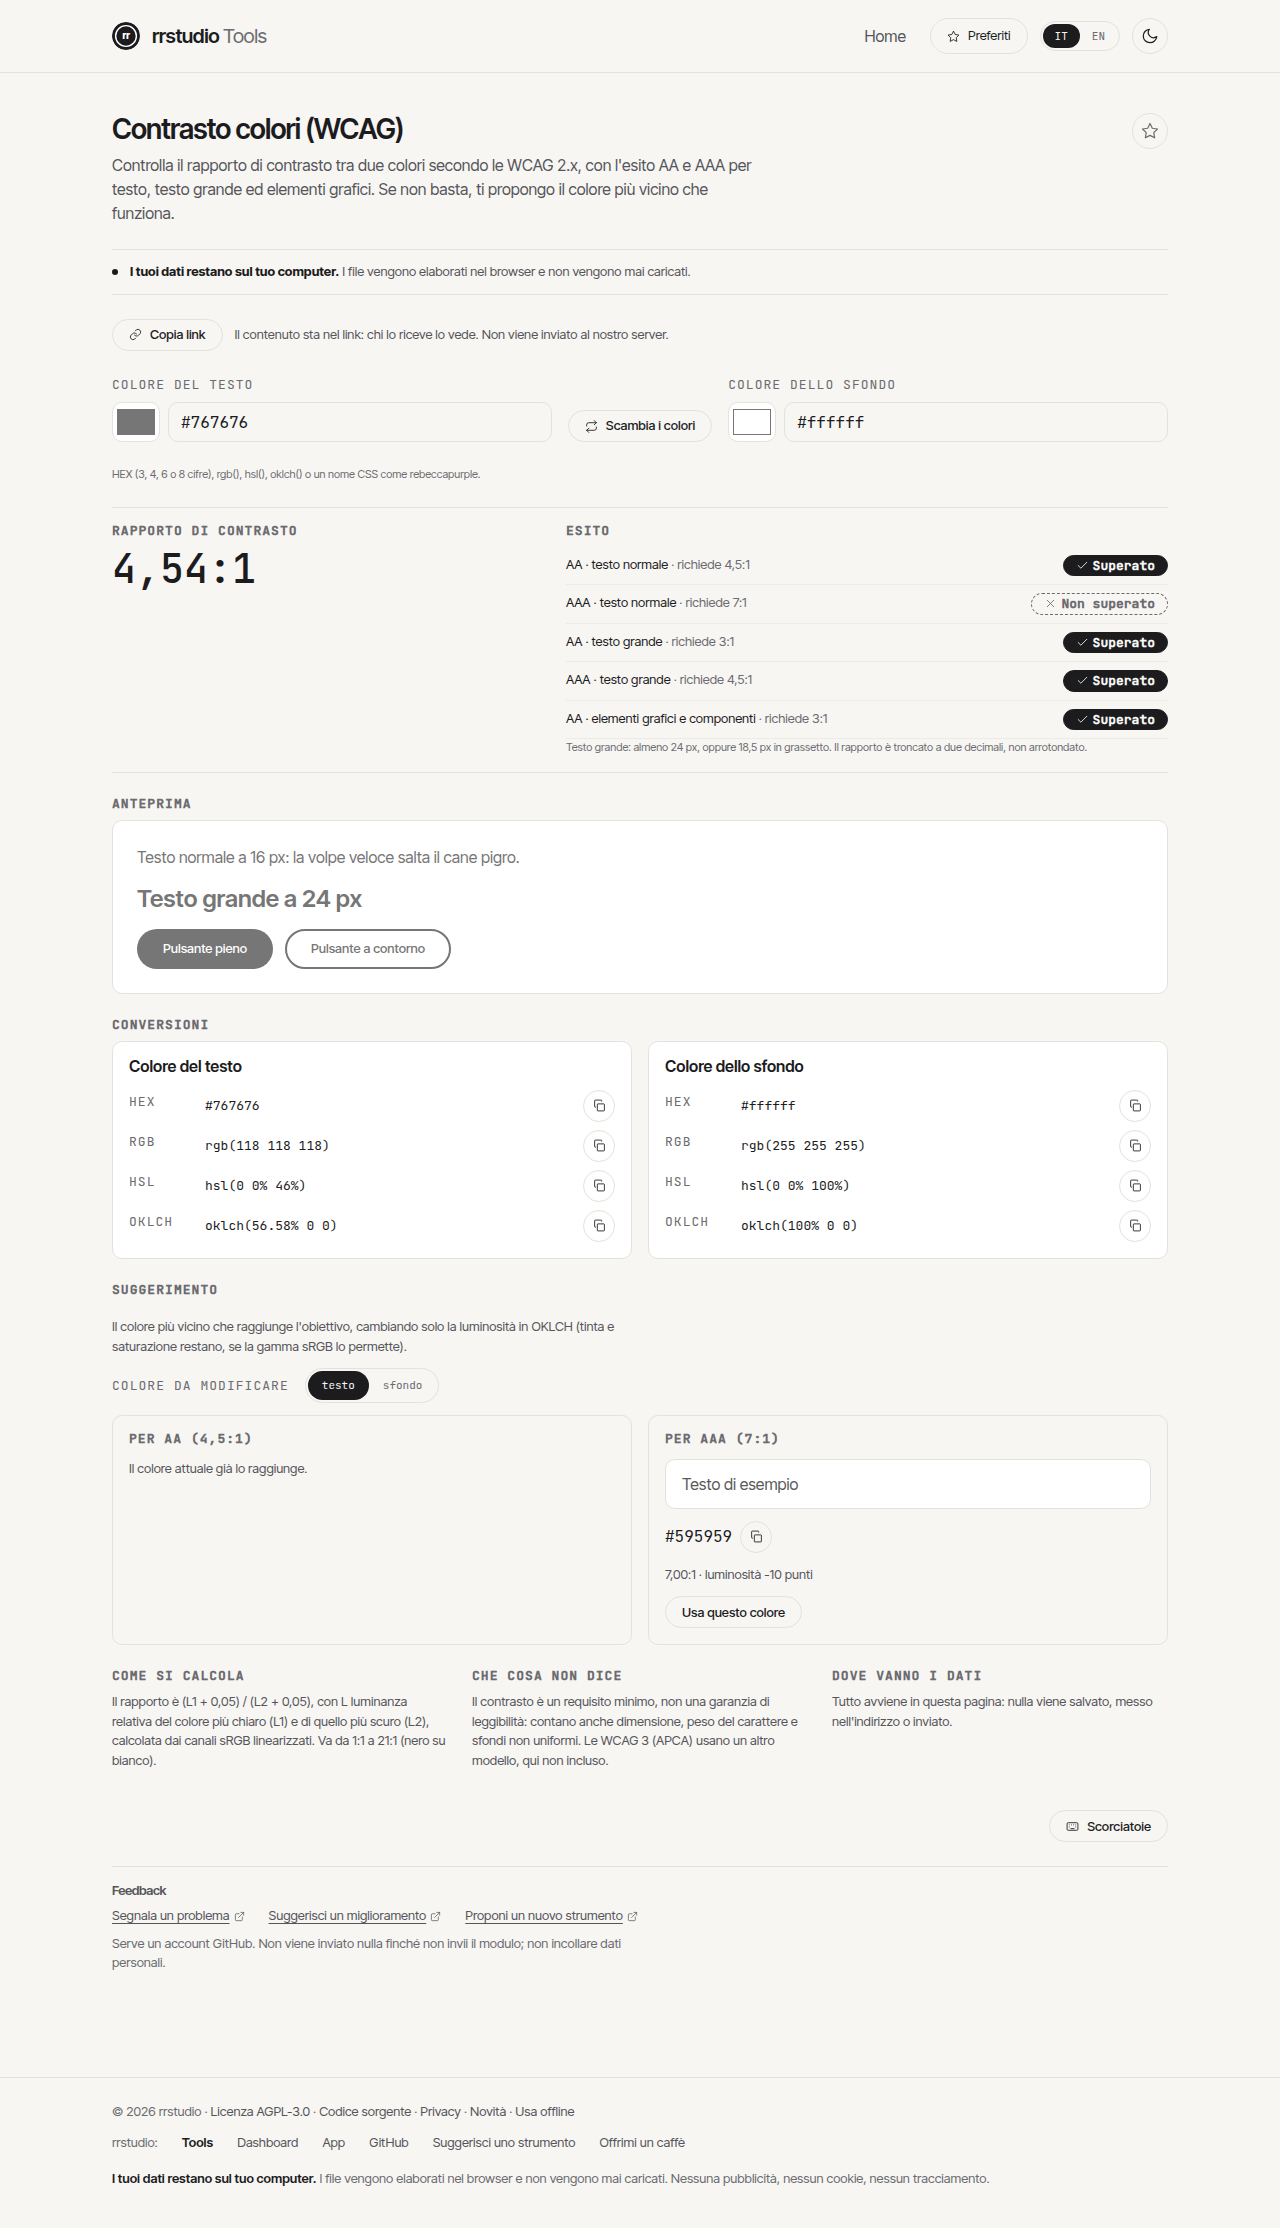 rr rrstudio Tools
Home
Preferiti
IT EN
Contrasto colori (WCAG)
Controlla il rapporto di contrasto tra due colori secondo le WCAG 2.x, con l'esito AA e AAA per
testo, testo grande ed elementi grafici. Se non basta, ti propongo il colore più vicino che
funziona.
I tuoi dati restano sul tuo computer. I file vengono elaborati nel browser e non vengono mai caricati.
Copia link
Il contenuto sta nel link: chi lo riceve lo vede. Non viene inviato al nostro server.
COLORE DEL TESTO
#767676
Scambia i colori
COLORE DELLO SFONDO
#ffffff
HEX (3, 4, 6 o 8 cifre), rgb(), hsl(), oklch() o un nome CSS come rebeccapurple.
RAPPORTO DI CONTRASTO
4,54:1
ESITO
AA · testo normale · richiede 4,5:1 Superato
AAA · testo normale · richiede 7:1 Non superato
AA · testo grande · richiede 3:1 Superato
AAA · testo grande · richiede 4,5:1 Superato
AA · elementi grafici e componenti · richiede 3:1 Superato
Testo grande: almeno 24 px, oppure 18,5 px in grassetto. Il rapporto è troncato a due decimali, non arrotondato.
ANTEPRIMA
Testo normale a 16 px: la volpe veloce salta il cane pigro.
Testo grande a 24 px
Pulsante pieno
Pulsante a contorno
CONVERSIONI
Colore del testo
HEX #767676
RGB rgb(118 118 118)
HSL hsl(0 0% 46%)
OKLCH oklch(56.58% 0 0)
Colore dello sfondo
HEX #ffffff
RGB rgb(255 255 255)
HSL hsl(0 0% 100%)
OKLCH oklch(100% 0 0)
SUGGERIMENTO
Il colore più vicino che raggiunge l'obiettivo, cambiando solo la luminosità in OKLCH (tinta e
saturazione restano, se la gamma sRGB lo permette).
COLORE DA MODIFICARE testo sfondo
PER AA (4,5:1)
Il colore attuale già lo raggiunge.
PER AAA (7:1)
Testo di esempio
#595959
7,00:1 · luminosità -10 punti
Usa questo colore
COME SI CALCOLA
Il rapporto è (L1 + 0,05) / (L2 + 0,05), con L luminanza
relativa del colore più chiaro (L1) e di quello più scuro (L2),
calcolata dai canali sRGB linearizzati. Va da 1:1 a 21:1 (nero su
bianco).
CHE COSA NON DICE
Il contrasto è un requisito minimo, non una garanzia di
leggibilità: contano anche dimensione, peso del carattere e
sfondi non uniformi. Le WCAG 3 (APCA) usano un altro
modello, qui non incluso.
DOVE VANNO I DATI
Tutto avviene in questa pagina: nulla viene salvato, messo
nell'indirizzo o inviato.
Scorciatoie
Feedback
Segnala un problema
Suggerisci un miglioramento
Proponi un nuovo strumento
Serve un account GitHub. Non viene inviato nulla finché non invii il modulo; non incollare dati
personali.
© 2026 rrstudio · Licenza AGPL-3.0 · Codice sorgente · Privacy · Novità · Usa offline
rrstudio: Tools Dashboard App GitHub Suggerisci uno strumento Offrimi un caffè
I tuoi dati restano sul tuo computer. I file vengono elaborati nel browser e non vengono mai caricati. Nessuna pubblicità, nessun cookie, nessun tracciamento.